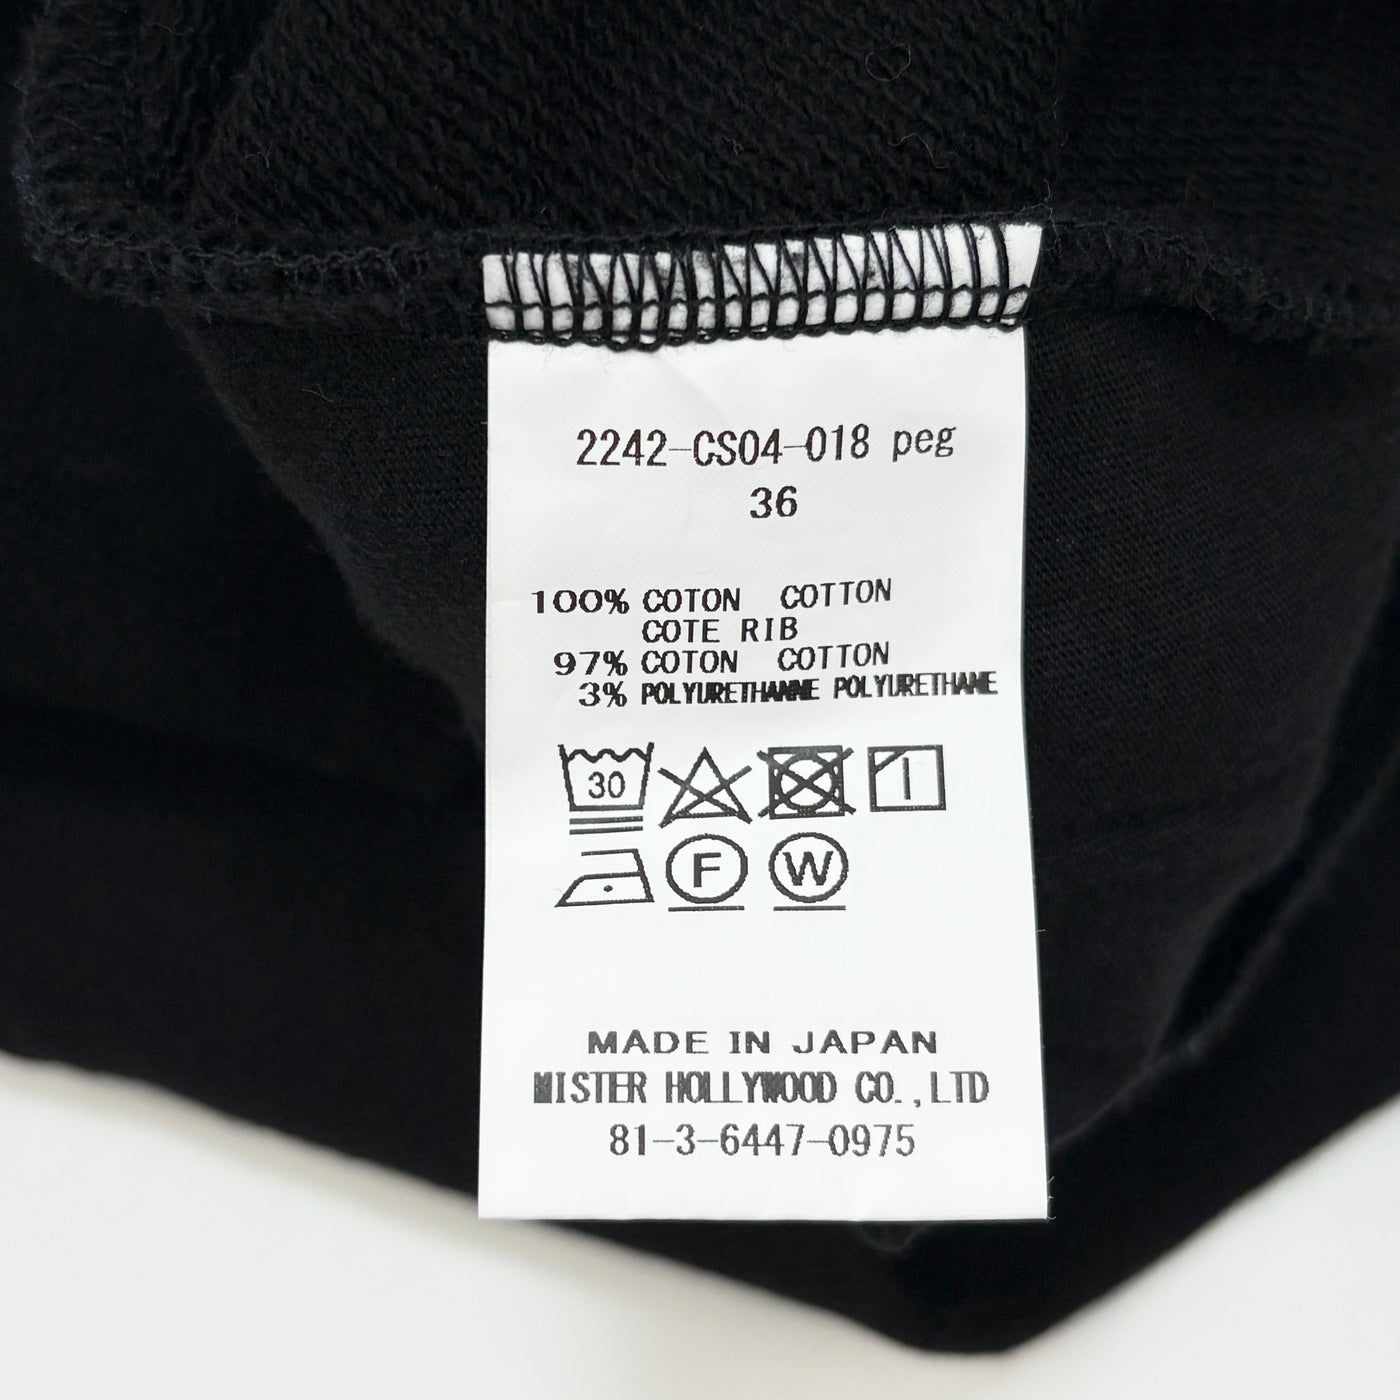 2242-CS04-018 peg
36
100% COTON COTTON
COTE RIB
97% COTON COTTON
3% POLYURETHANNE POLYURETHANE
30
F W
MADE IN JAPAN
MISTER HOLLYWOOD CO.,LTD
81-3-6447-0975